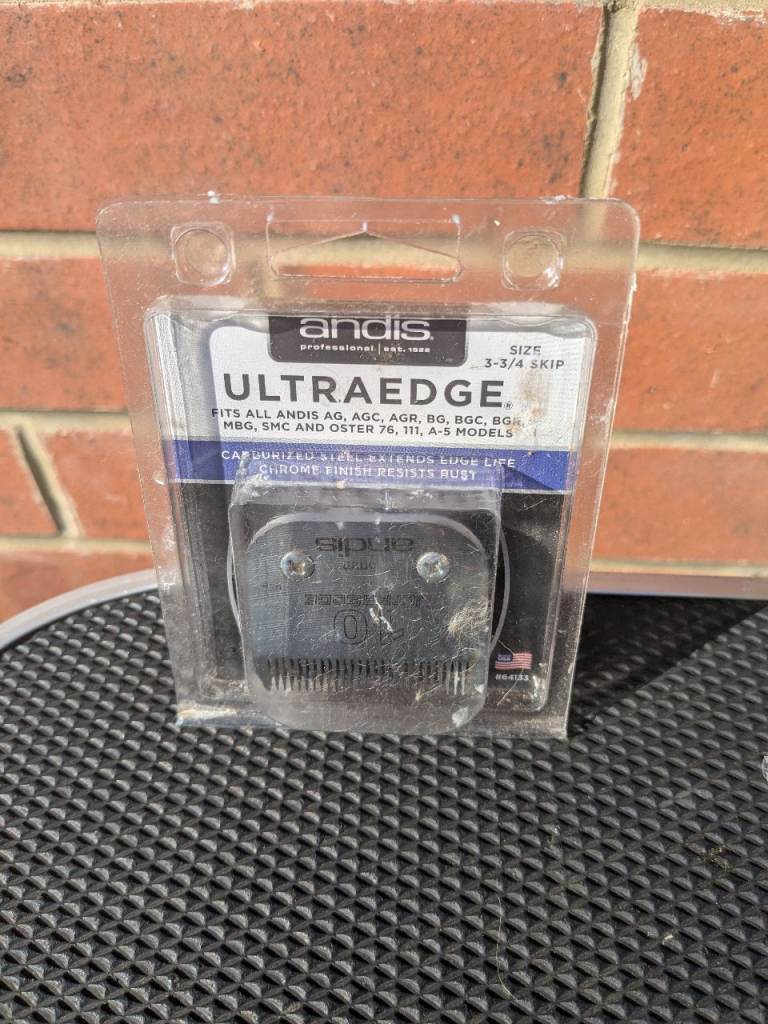 andis®
professional | est. 1922
SIZE
3-3/4 SKIP
ULTRAEDGE®
FITS ALL ANDIS AG, AGC, AGR, BG, BGC, BGR,
MBG, SMC AND OSTER 76, 111, A-5 MODELS
CARBURIZED STEEL EXTENDS EDGE LIFE
CHROME FINISH RESISTS RUST
andis
ULTRAEDGE
#64133